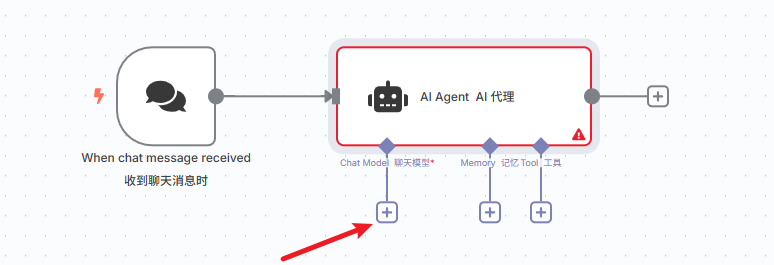 AI Agent AI 代理
Chat Model 聊天模型*
Memory 记忆 Tool 工具
When chat message received
收到聊天消息时